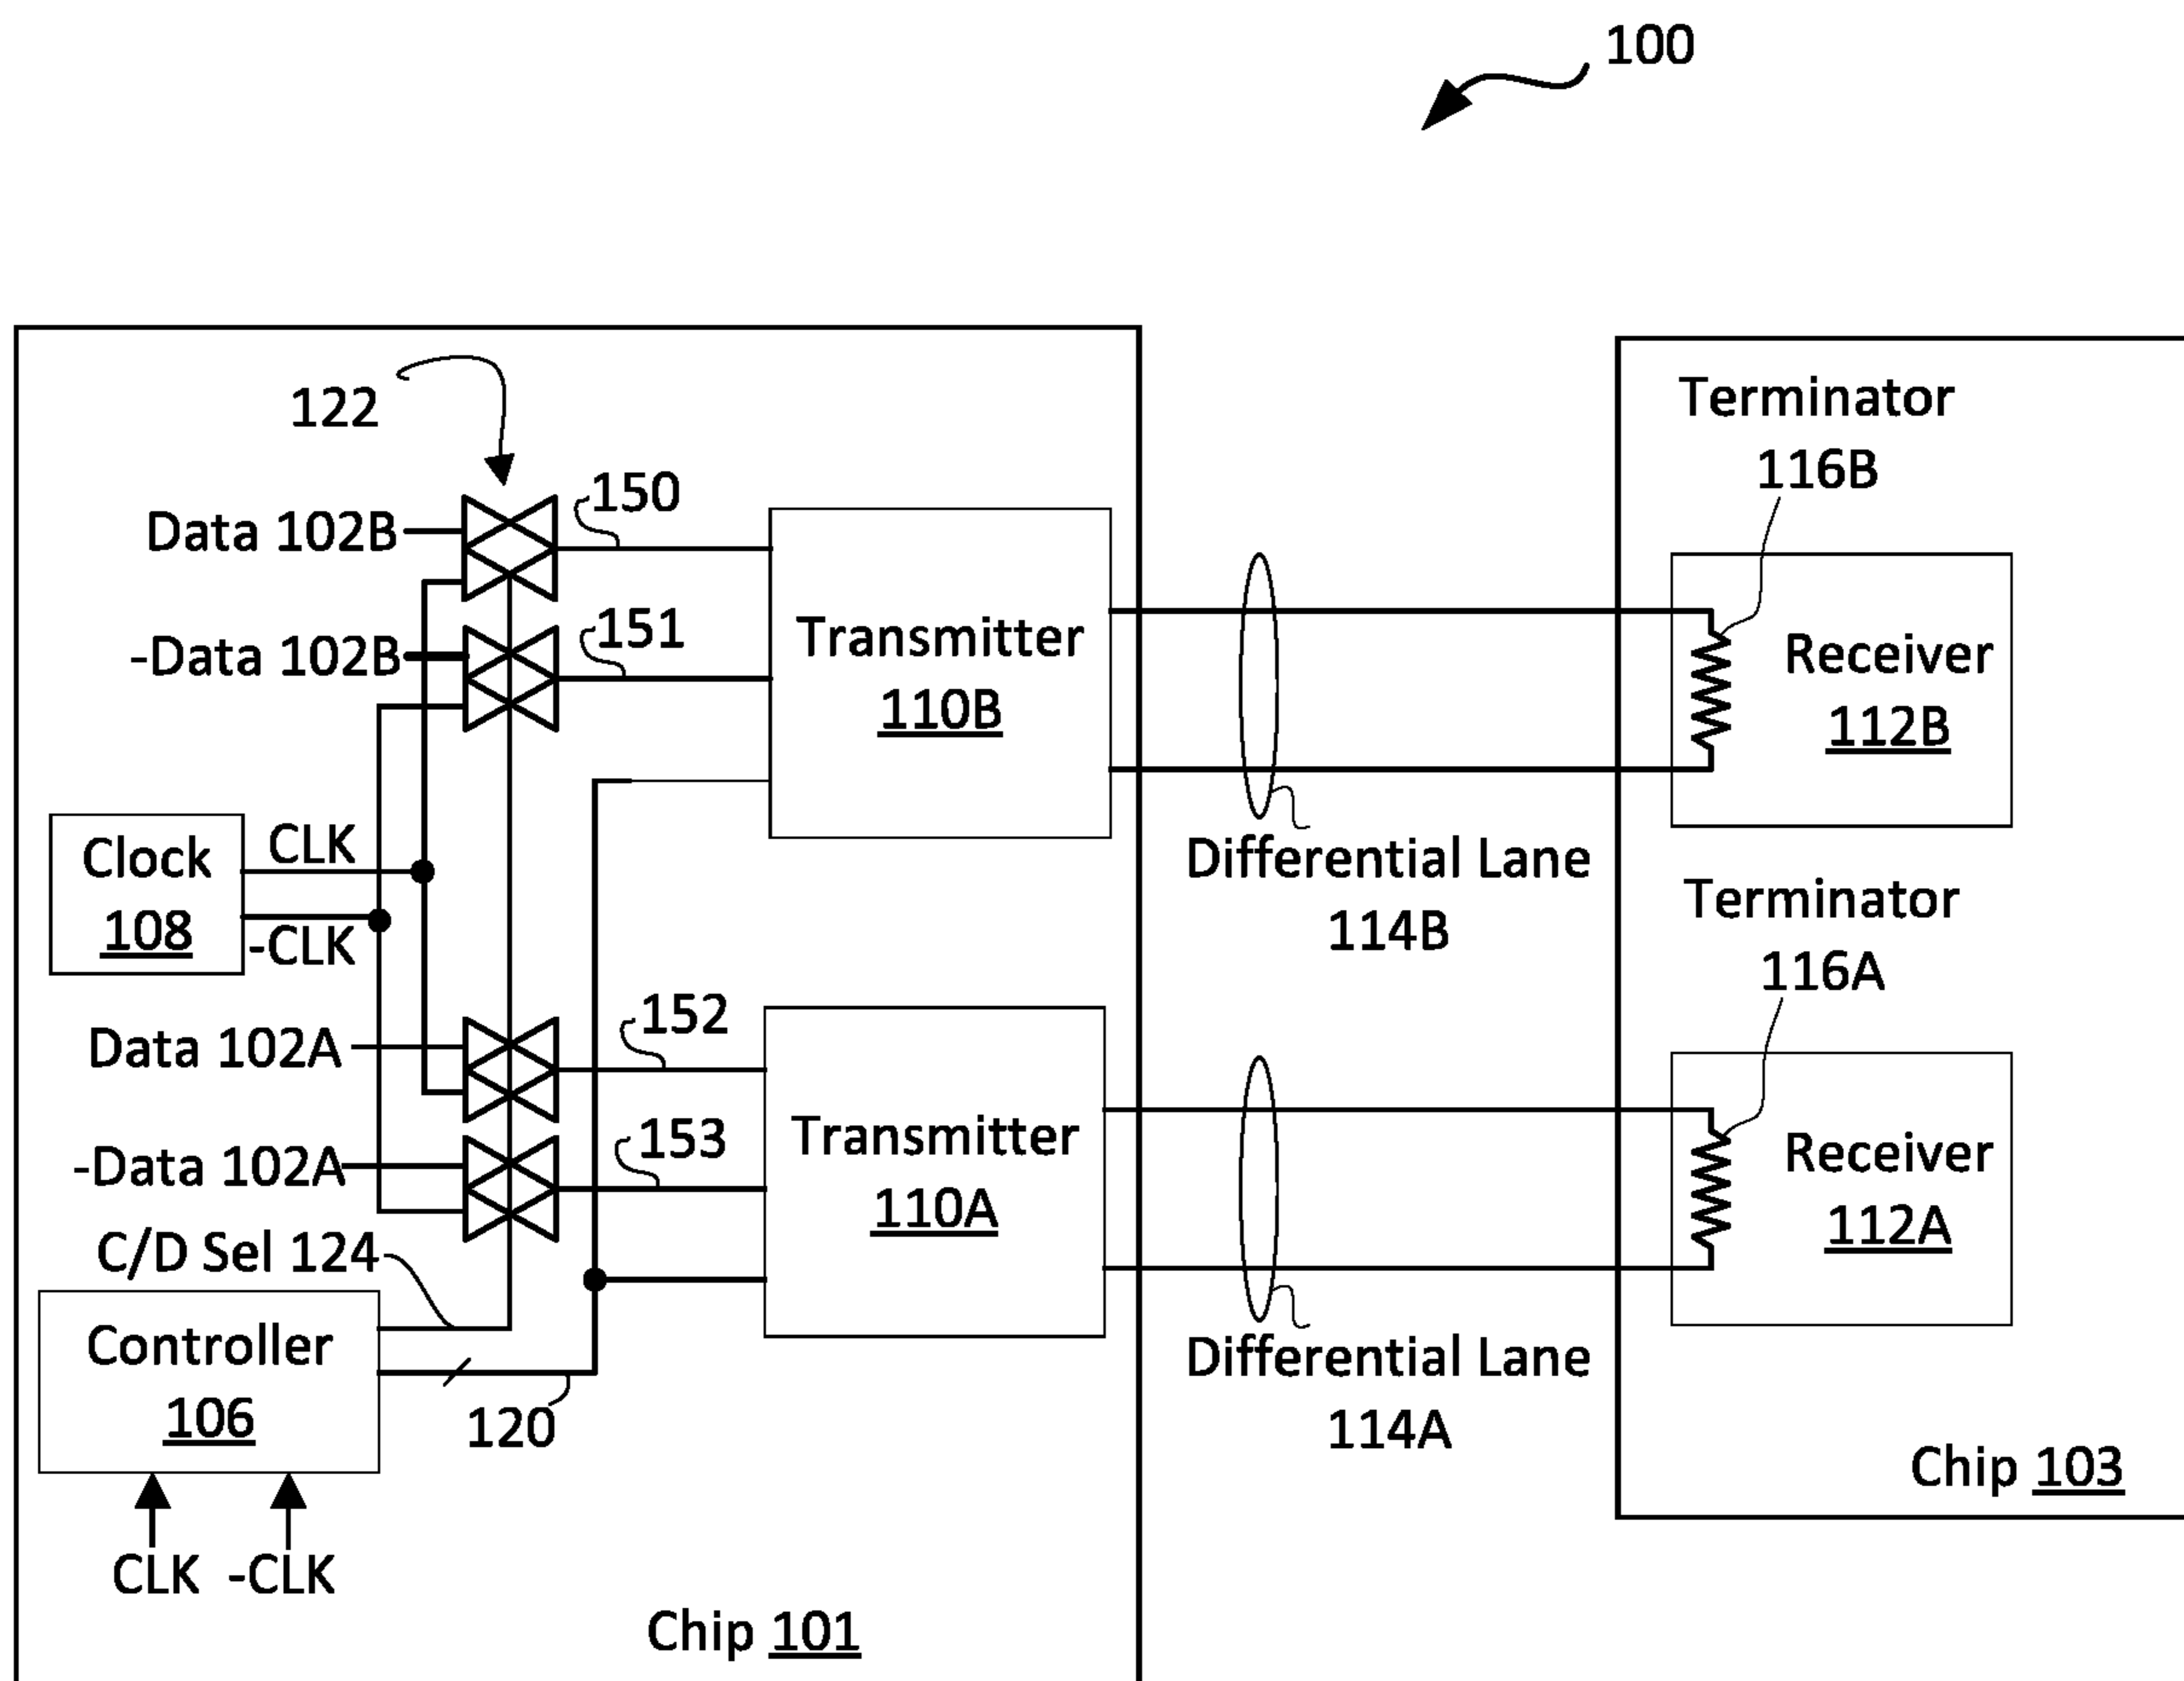 100
122
Data 102B
150
-Data 102B
151
Transmitter
110B
Terminator
116B
Receiver
112B
Clock
108
CLK
-CLK
Differential Lane
114B
Terminator
116A
Data 102A
152
-Data 102A
153
Transmitter
110A
Receiver
112A
C/D Sel 124
Controller
106
120
Differential Lane
114A
CLK -CLK
Chip 103
Chip 101